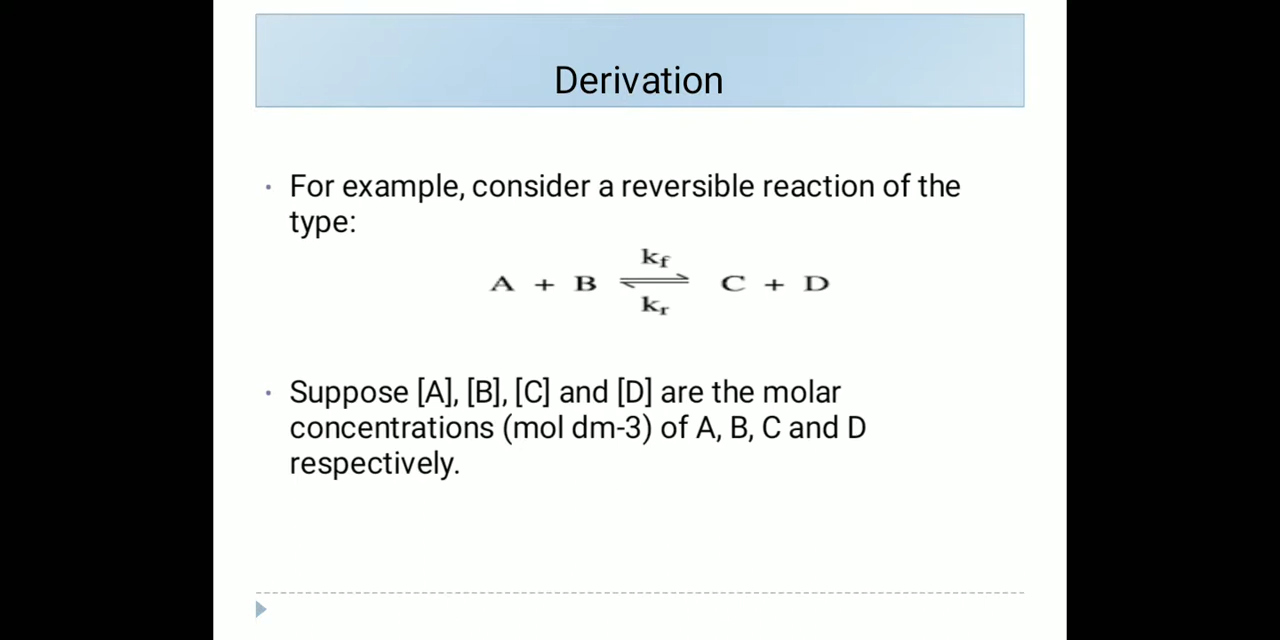 Derivation
• For example, consider a reversible reaction of the
type:
kf
A + B ⇌ C + D
kr
• Suppose [A], [B], [C] and [D] are the molar
concentrations (mol dm-3) of A, B, C and D
respectively.